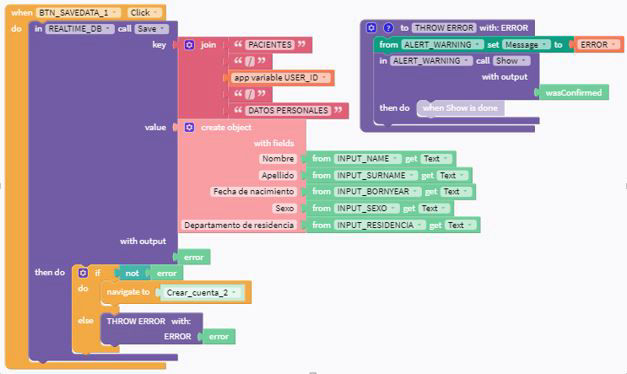 when BTN_SAVEDATA_1 Click
do in REALTIME_DB call Save
key join " PACIENTES "
" / "
app variable USER_ID
" / "
" DATOS PERSONALES "
value create object
with fields
Nombre from INPUT_NAME get Text
Apellido from INPUT_SURNAME get Text
Fecha de nacimiento from INPUT_BORNYEAR get Text
Sexo from INPUT_SEXO get Text
Departamento de residencia from INPUT_RESIDENCIA get Text
with output
error
then do if not error
do navigate to Crear_cuenta_2
else THROW ERROR with:
ERROR error
? to THROW ERROR with: ERROR
from ALERT_WARNING set Message to ERROR
in ALERT_WARNING call Show
with output
wasConfirmed
then do when Show is done